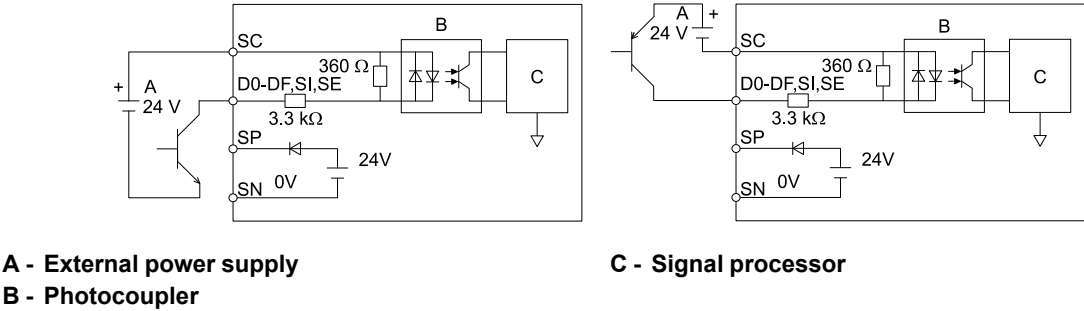 SC
B
360 Ω
C
+ A
24 V
D0-DF,SI,SE
3.3 kΩ
SP
24V
0V
SN
A +
24 V
SC
B
360 Ω
C
D0-DF,SI,SE
3.3 kΩ
SP
24V
0V
SN
A - External power supply
B - Photocoupler
C - Signal processor